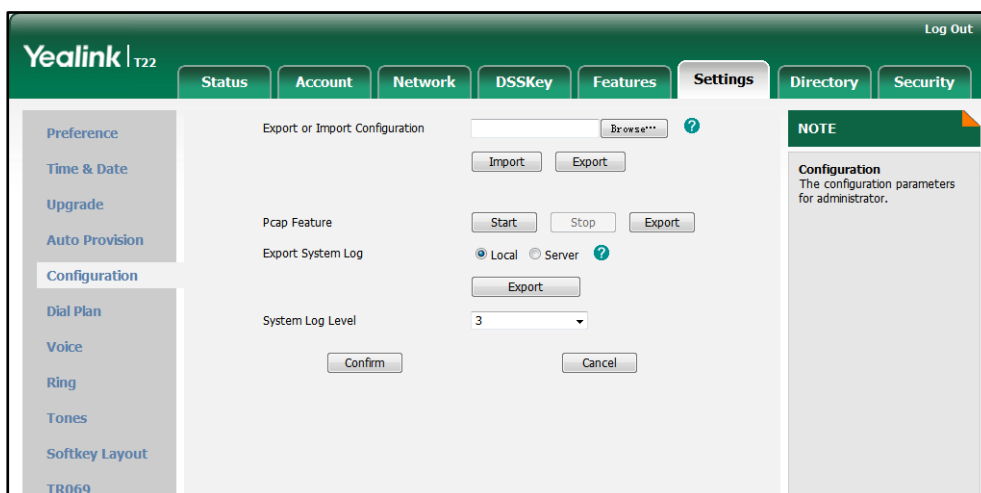 Log Out
Yealink | T22
Status Account Network DSSKey Features Settings Directory Security
Preference
Time & Date
Upgrade
Auto Provision
Configuration
Dial Plan
Voice
Ring
Tones
Softkey Layout
TR069
Export or Import Configuration Browse... ?
Import Export
Pcap Feature Start Stop Export
Export System Log Local Server ?
Export
System Log Level 3
Confirm Cancel
NOTE
Configuration
The configuration parameters
for administrator.